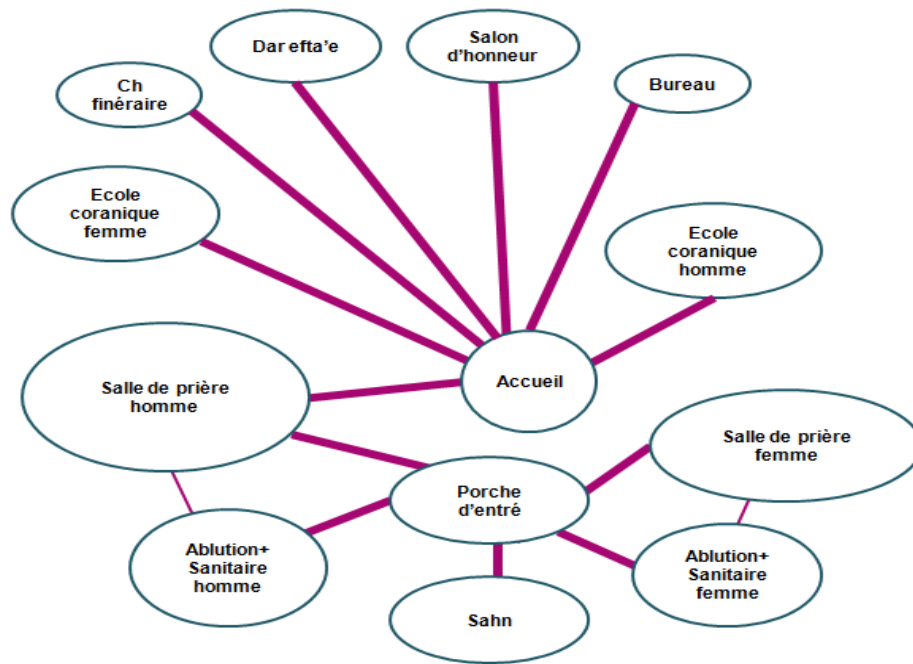 Dar efta'e
Salon
d'honneur
Ch
finéraire
Bureau
Ecole
coranique
femme
Ecole
coranique
homme
Accueil
Salle de prière
homme
Salle de prière
femme
Porche
d'entré
Ablution+
Sanitaire
homme
Ablution+
Sanitaire
femme
Sahn